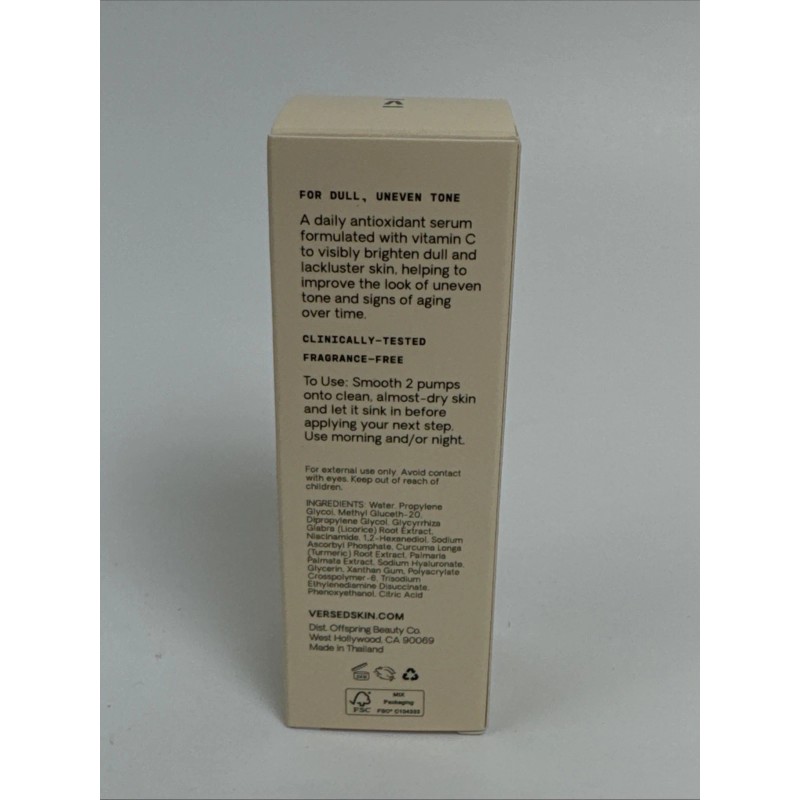 FOR DULL, UNEVEN TONE
A daily antioxidant serum
formulated with vitamin C
to visibly brighten dull and
lackluster skin, helping to
improve the look of uneven
tone and signs of aging
over time.
CLINICALLY-TESTED
FRAGRANCE-FREE
To Use: Smooth 2 pumps
onto clean, almost-dry skin
and let it sink in before
applying your next step.
Use morning and/or night.
For external use only. Avoid contact
with eyes. Keep out of reach of
children.
INGREDIENTS: Water, Propylene
Glycol, Methyl Gluceth-20,
Dipropylene Glycol, Glycyrrhiza
Glabra (Licorice) Root Extract,
Niacinamide, 1,2-Hexanediol, Sodium
Ascorbyl Phosphate, Curcuma Longa
(Turmeric) Root Extract, Palmaria
Palmata Extract, Sodium Hyaluronate,
Glycerin, Xanthan Gum, Polyacrylate
Crosspolymer-6, Trisodium
Ethylenediamine Disuccinate,
Phenoxyethanol, Citric Acid
VERSEDSKIN.COM
Dist. Offspring Beauty Co.
West Hollywood, CA 90069
Made in Thailand
FSC
MIX
Packaging
FSC®